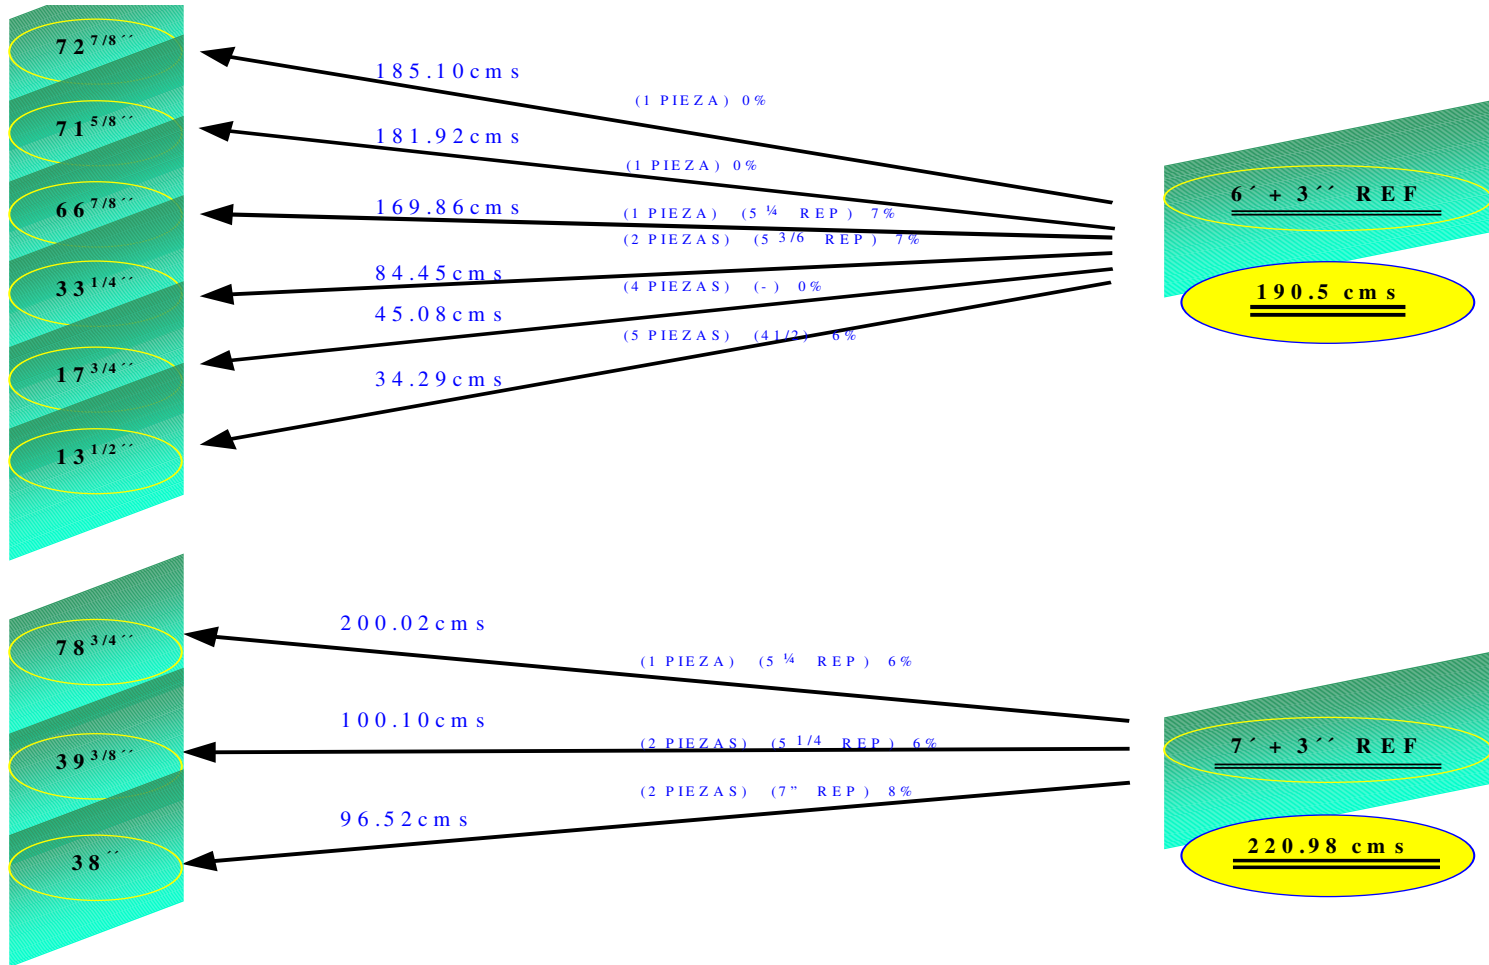 72 7/8´´
185.10cms
(1 PIEZA) 0%
71 5/8´´
181.92cms
(1 PIEZA) 0%
66 7/8´´
169.86cms
(1 PIEZA) (5 ¼ REP) 7%
6´ + 3´´ REF
(2 PIEZAS) (5 3/6 REP) 7%
33 1/4´´
84.45cms
(4 PIEZAS) (-) 0%
190.5 cms
45.08cms
(5 PIEZAS) (41/2) 6%
17 3/4´´
34.29cms
13 1/2´´
78 3/4´´
200.02cms
(1 PIEZA) (5 ¼ REP) 6%
39 3/8´´
100.10cms
(2 PIEZAS) (5 1/4 REP) 6%
7´ + 3´´ REF
(2 PIEZAS) (7” REP) 8%
96.52cms
220.98 cms
38´´